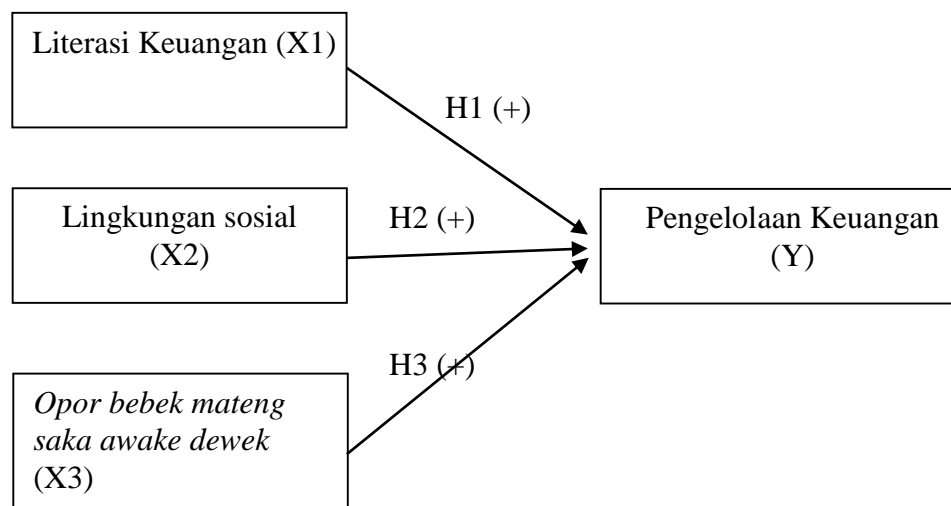 Literasi Keuangan (X1)
H1 (+)
Lingkungan sosial
(X2)
H2 (+)
Pengelolaan Keuangan
(Y)
H3 (+)
Opor bebek mateng
saka awake dewek
(X3)